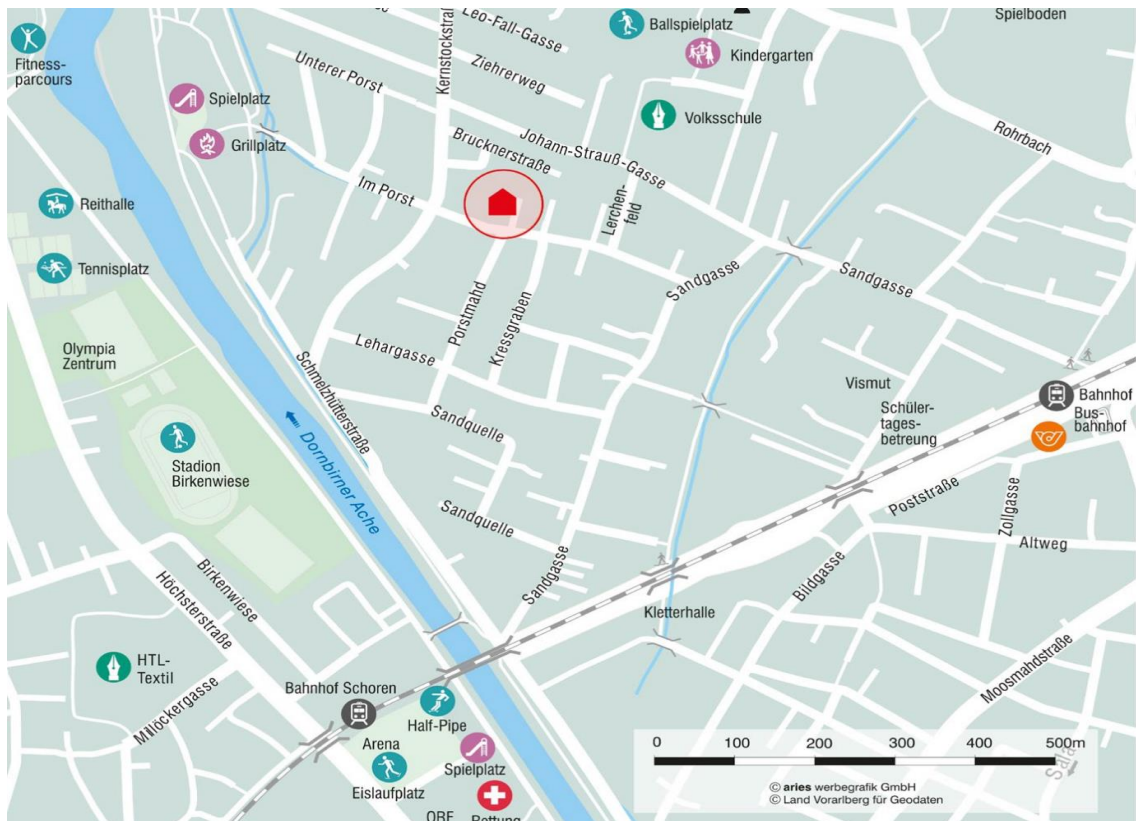 Leo-Fall-Gasse
Ballspielplatz
Spielboden
Fitness-
parcours
Kernstockstraß
Ziehrerweg
Kindergarten
Unterer Porst
Spielplatz
Volksschule
Johann-Strauß-Gasse
Rohrbach
Grillplatz
Brucknerstraße
Im Porst
Reithalle
Lerchen-
feld
Tennisplatz
Sandgasse
Sandgasse
Porstmahd
Kressgraben
Olympia
Zentrum
Lehargasse
Schmelzhütterstraße
Vismut
Bahnhof
Bus-
bahnhof
Schüler-
tages-
betreung
Sandquelle
Stadion
Birkenwiese
Dornbirner Ache
Poststraße
Zollgasse
Sandquelle
Altweg
Sandgasse
Birkenwiese
Höchsterstraße
Bildgasse
Kletterhalle
HTL-
Textil
Moosmahdstraße
Millöckergasse
Bahnhof Schoren
Half-Pipe
Arena
Spielplatz
Eislaufplatz
0 100 200 300 400 500m
Sala
© aries werbegrafik GmbH
© Land Vorarlberg für Geodaten
Rettung